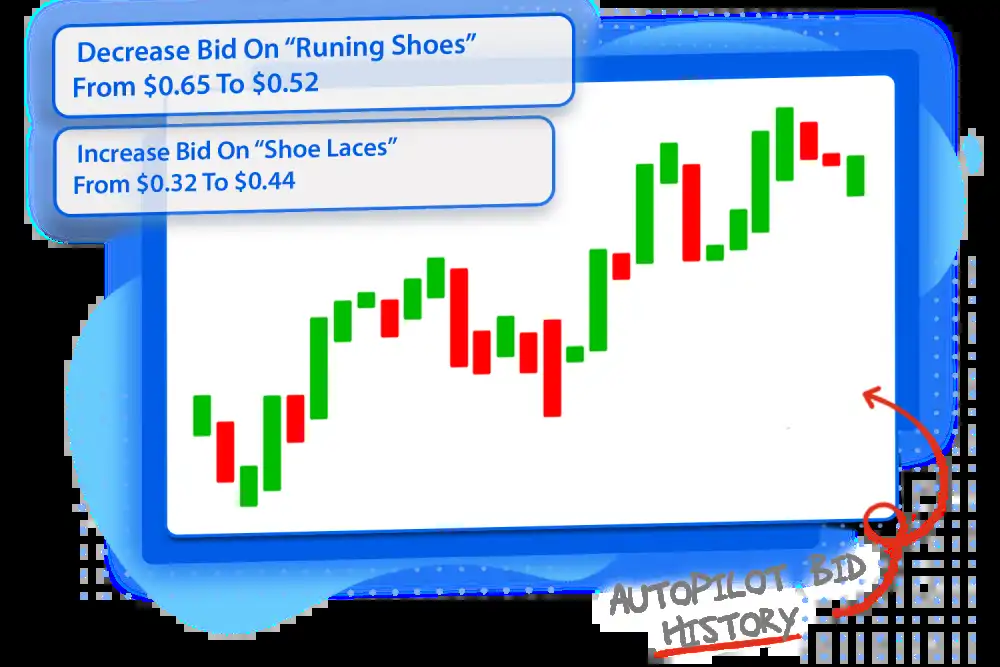 Decrease Bid On “Runing Shoes”
From $0.65 To $0.52
Increase Bid On “Shoe Laces”
From $0.32 To $0.44
AUTOPILOT BID
HISTORY